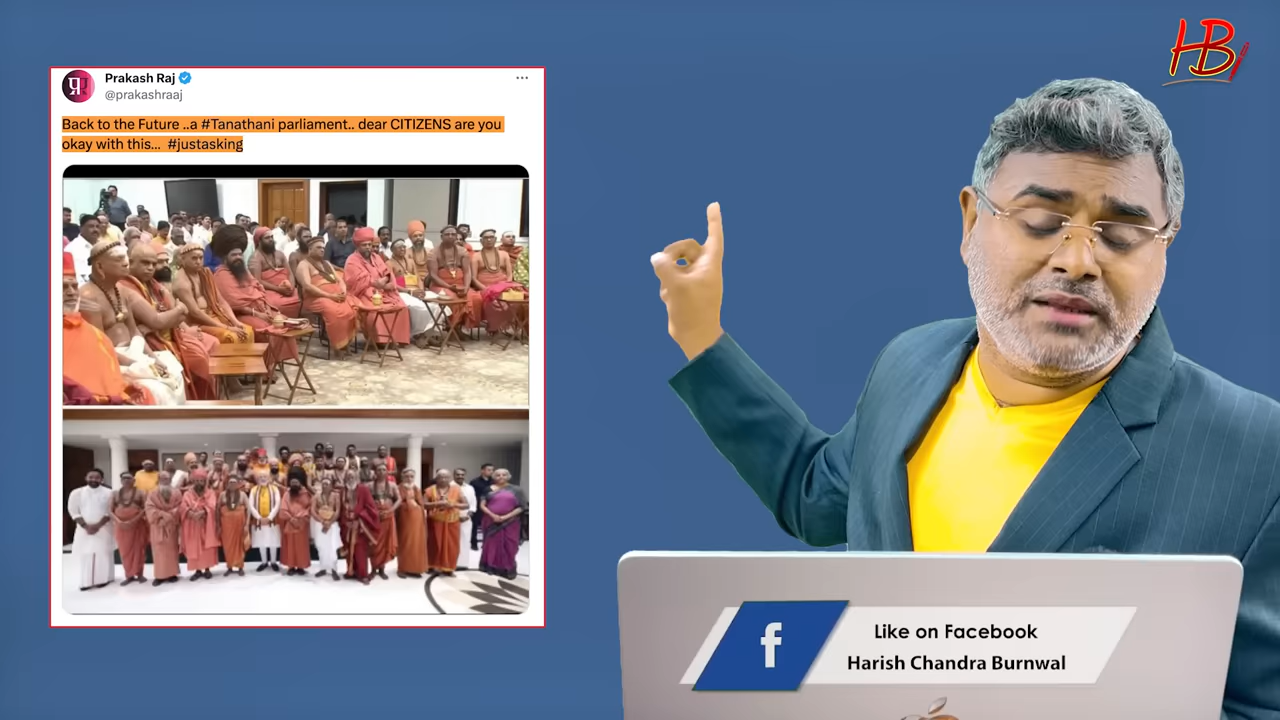 HBj
Prakash Raj
@prakashraaj
Back to the Future ..a #Tanathani parliament.. dear CITIZENS are you
okay with this... #justasking
Like on Facebook
Harish Chandra Burnwal